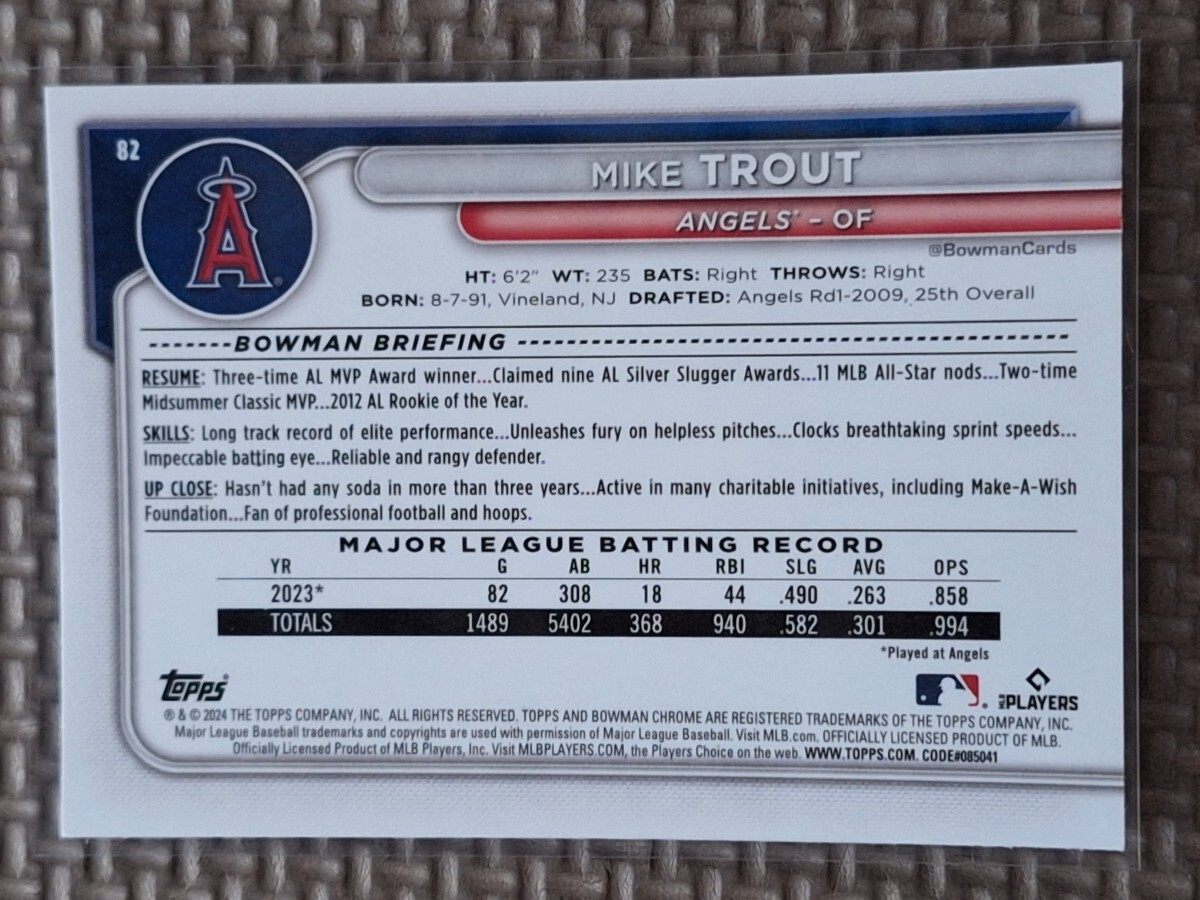 82
A
MIKE TROUT
ANGELS - OF
@BowmanCards
HT: 6'2" WT: 235 BATS: Right THROWS: Right
BORN: 8-7-91, Vineland, NJ DRAFTED: Angels Rd1-2009, 25th Overall
BOWMAN BRIEFING
RESUME: Three-time AL MVP Award winner...Claimed nine AL Silver Slugger Awards...11 MLB All-Star nods...Two-time
Midsummer Classic MVP...2012 AL Rookie of the Year.
SKILLS: Long track record of elite performance...Unleashes fury on helpless pitches...Clocks breathtaking sprint speeds...
Impeccable batting eye...Reliable and rangy defender.
UP CLOSE: Hasn't had any soda in more than three years...Active in many charitable initiatives, including Make-A-Wish
Foundation...Fan of professional football and hoops.
MAJOR LEAGUE BATTING RECORD
YR G AB HR RBI SLG AVG OPS
2023* 82 308 18 44 .490 .263 .858
TOTALS 1489 5402 368 940 .582 .301 .994
*Played at Angels
Topps
MLB PLAYERS
® & © 2024 THE TOPPS COMPANY, INC. ALL RIGHTS RESERVED. TOPPS AND BOWMAN CHROME ARE REGISTERED TRADEMARKS OF THE TOPPS COMPANY, INC.
Major League Baseball trademarks and copyrights are used with permission of Major League Baseball. Visit MLB.com. OFFICIALLY LICENSED PRODUCT OF MLB.
Officially Licensed Product of MLB Players, Inc. Visit MLBPLAYERS.COM, the Players Choice on the web. WWW.TOPPS.COM. CODE#085041